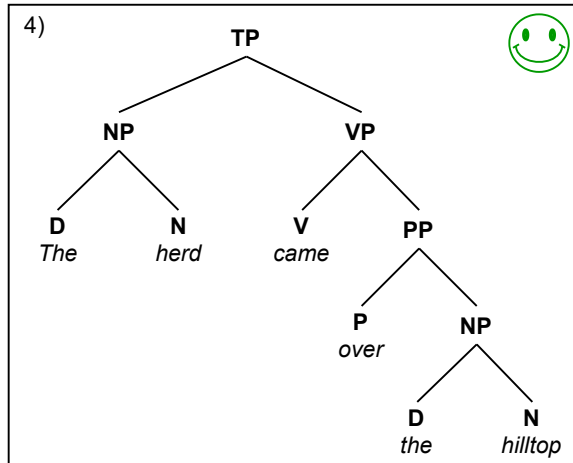 4)
TP
NP VP
D N V PP
The herd came
P NP
over
D N
the hilltop